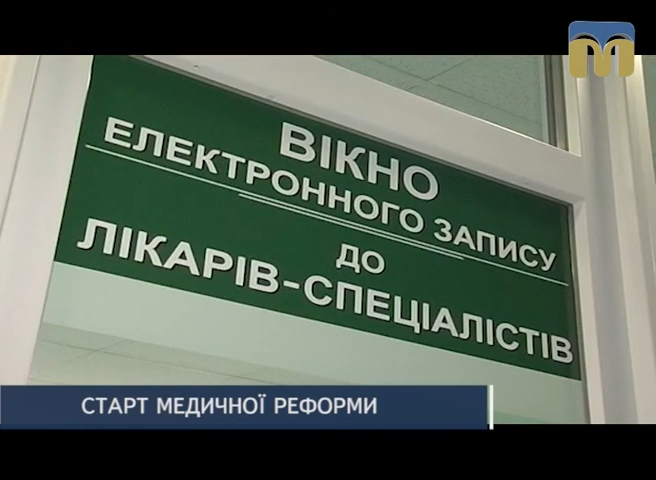 ВІКНО
ЕЛЕКТРОННОГО ЗАПИСУ
ДО
ЛІКАРІВ-СПЕЦІАЛІСТІВ
СТАРТ МЕДИЧНОЇ РЕФОРМИ